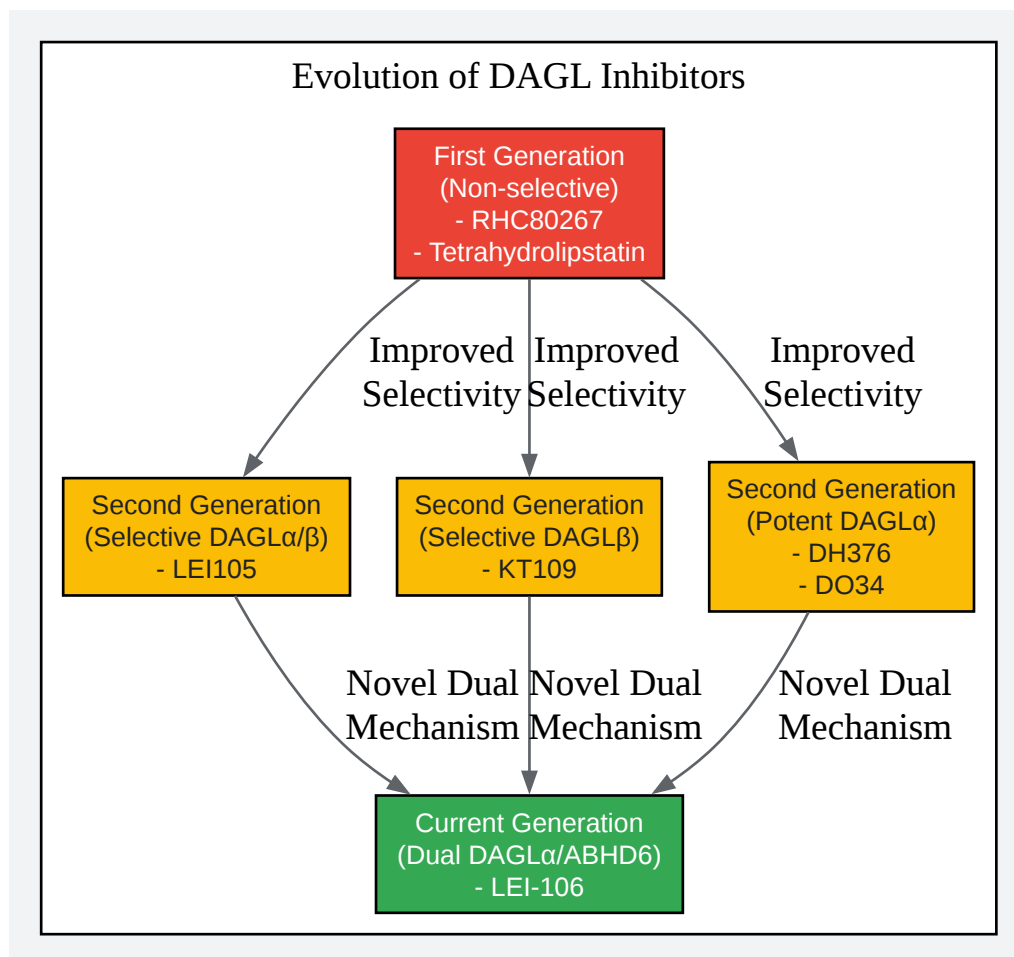 Evolution of DAGL Inhibitors
First Generation
(Non-selective)
- RHC80267
- Tetrahydrolipstatin
Improved
Selectivity
Improved
Selectivity
Improved
Selectivity
Second Generation
(Selective DAGLα/β)
- LEI105
Second Generation
(Selective DAGLβ)
- KT109
Second Generation
(Potent DAGLα)
- DH376
- DO34
Novel Dual
Mechanism
Novel Dual
Mechanism
Novel Dual
Mechanism
Current Generation
(Dual DAGLα/ABHD6)
- LEI-106